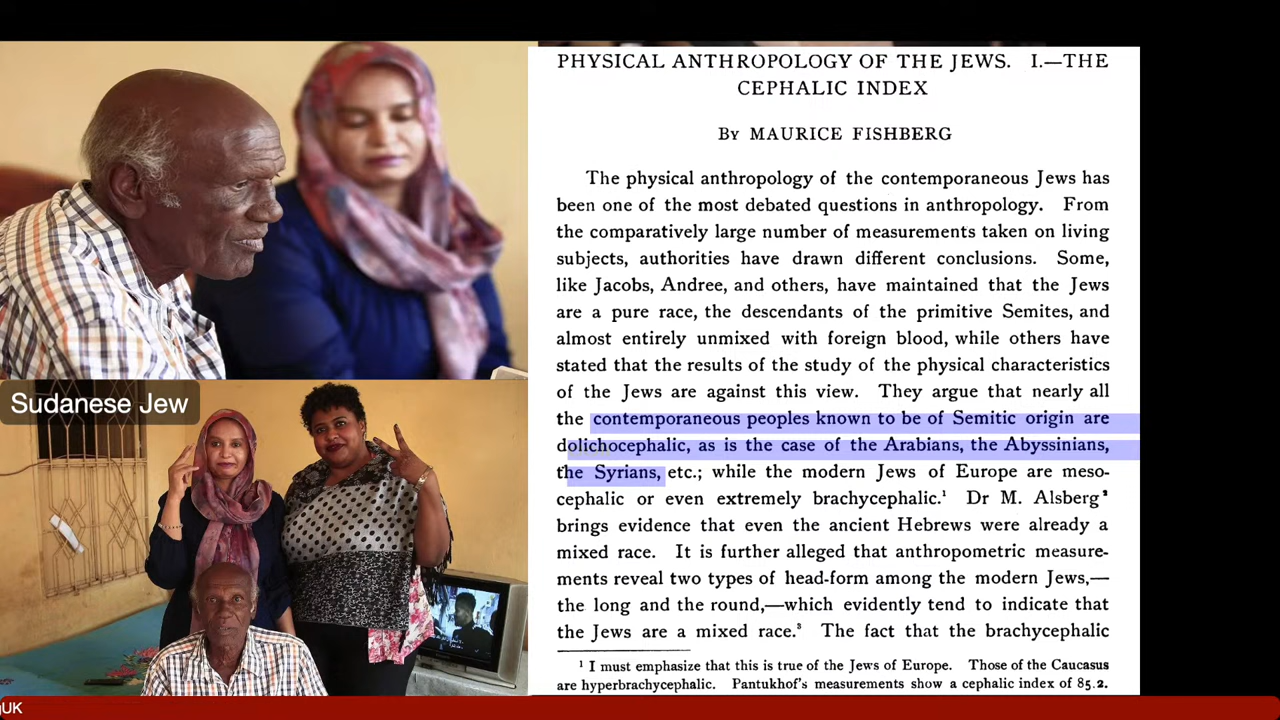 PHYSICAL ANTHROPOLOGY OF THE JEWS. I.—THE
CEPHALIC INDEX
By MAURICE FISHBERG
The physical anthropology of the contemporaneous Jews has
been one of the most debated questions in anthropology. From
the comparatively large number of measurements taken on living
subjects, authorities have drawn different conclusions. Some,
like Jacobs, Andree, and others, have maintained that the Jews
are a pure race, the descendants of the primitive Semites, and
almost entirely unmixed with foreign blood, while others have
stated that the results of the study of the physical characteristics
of the Jews are against this view. They argue that nearly all
the contemporaneous peoples known to be of Semitic origin are
dolichocephalic, as is the case of the Arabians, the Abyssinians,
the Syrians, etc.; while the modern Jews of Europe are meso-
cephalic or even extremely brachycephalic.¹ Dr M. Alsberg²
brings evidence that even the ancient Hebrews were already a
mixed race. It is further alleged that anthropometric measure-
ments reveal two types of head-form among the modern Jews,—
the long and the round,—which evidently tend to indicate that
the Jews are a mixed race.³ The fact that the brachycephalic
¹ I must emphasize that this is true of the Jews of Europe. Those of the Caucasus
are hyperbrachycephalic. Pantukhof's measurements show a cephalic index of 85.2.
Sudanese Jew
UK